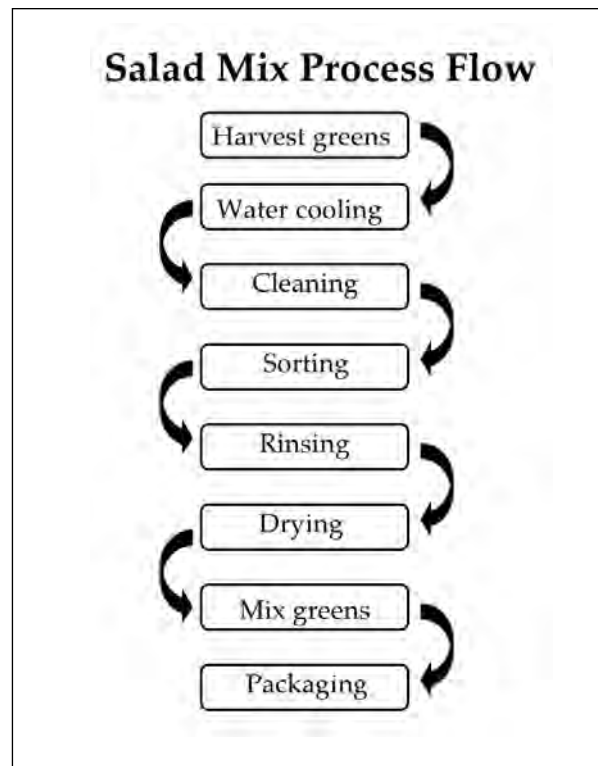 Salad Mix Process Flow
Harvest greens
Water cooling
Cleaning
Sorting
Rinsing
Drying
Mix greens
Packaging